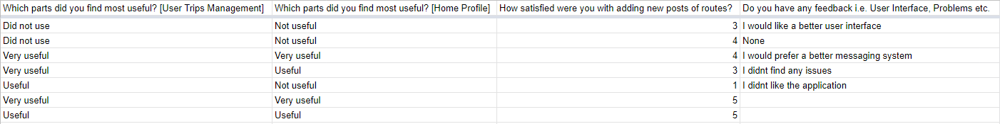 Which parts did you find most useful? [User Trips Management] Which parts did you find most useful? [Home Profile] How satisfied were you with adding new posts of routes? Do you have any feedback i.e. User Interface, Problems etc.
Did not use Not useful 3 I would like a better user interface
Did not use Not useful 4 None
Very useful Very useful 4 I would prefer a better messaging system
Very useful Useful 3 I didnt find any issues
Useful Not useful 1 I didnt like the application
Very useful Very useful 5
Useful Useful 5